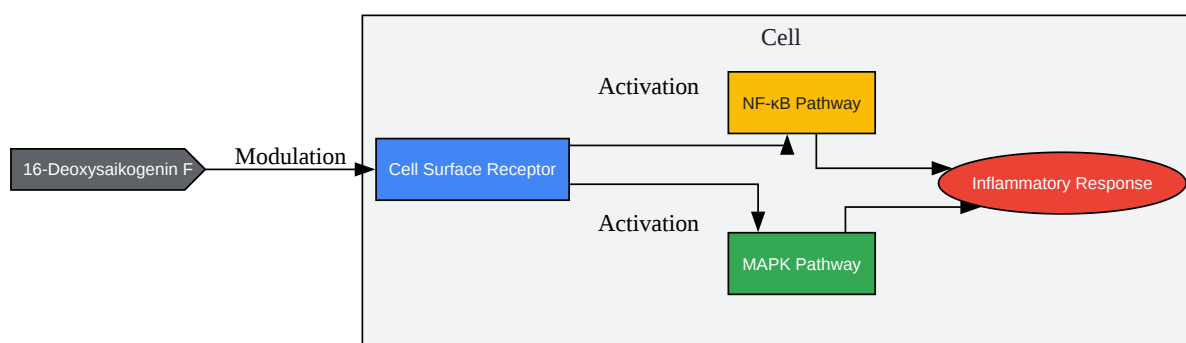 Cell
Activation
NF-κB Pathway
Modulation
16-Deoxysaikogenin F
Cell Surface Receptor
Inflammatory Response
Activation
MAPK Pathway